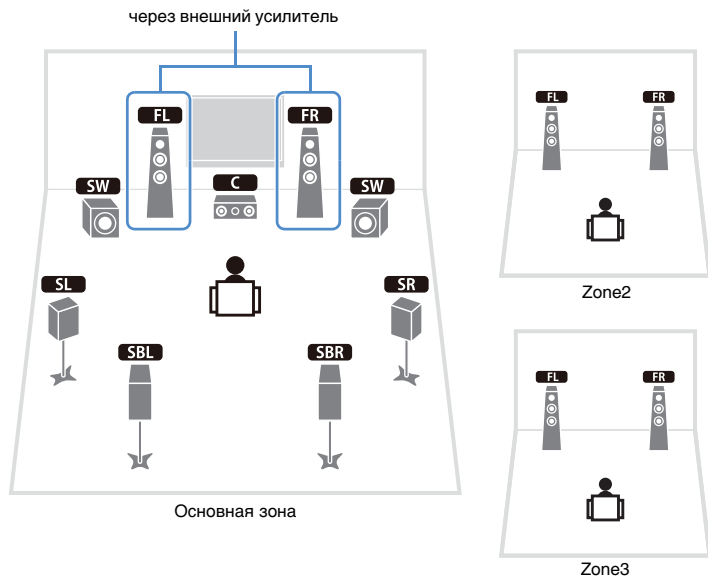 через внешний усилитель
FL FR
SW C SW
SL SR
SBL SBR
Основная зона
FL FR
Zone2
FL FR
Zone3